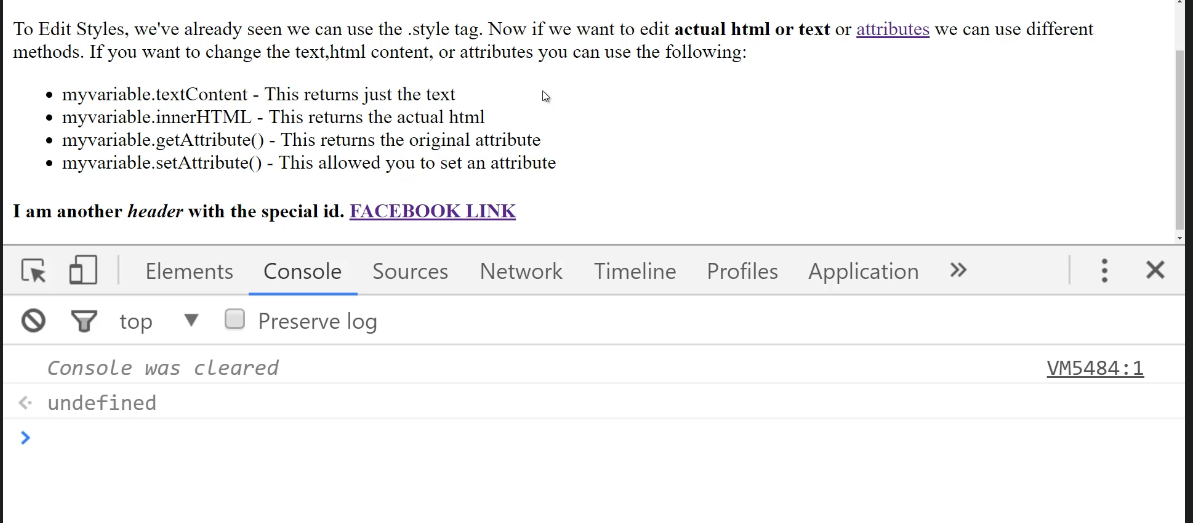 To Edit Styles, we've already seen we can use the .style tag. Now if we want to edit actual html or text or attributes we can use different
methods. If you want to change the text,html content, or attributes you can use the following:
• myvariable.textContent - This returns just the text
• myvariable.innerHTML - This returns the actual html
• myvariable.getAttribute() - This returns the original attribute
• myvariable.setAttribute() - This allowed you to set an attribute
I am another header with the special id. FACEBOOK LINK
Elements Console Sources Network Timeline Profiles Application
top Preserve log
Console was cleared VM5484:1
undefined